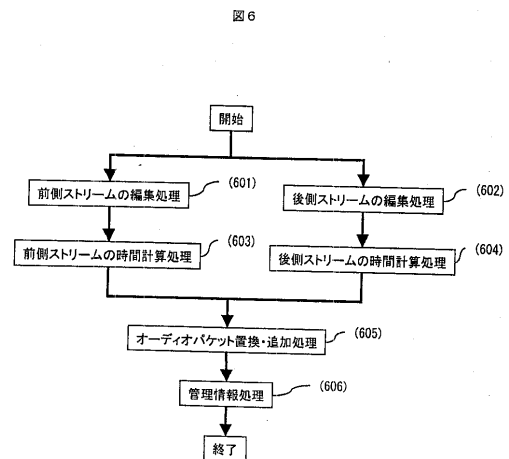 図6
開始
前側ストリームの編集処理
(601)
後側ストリームの編集処理
(602)
前側ストリームの時間計算処理
(603)
後側ストリームの時間計算処理
(604)
オーディオパケット置換・追加処理
(605)
管理情報処理
(606)
終了